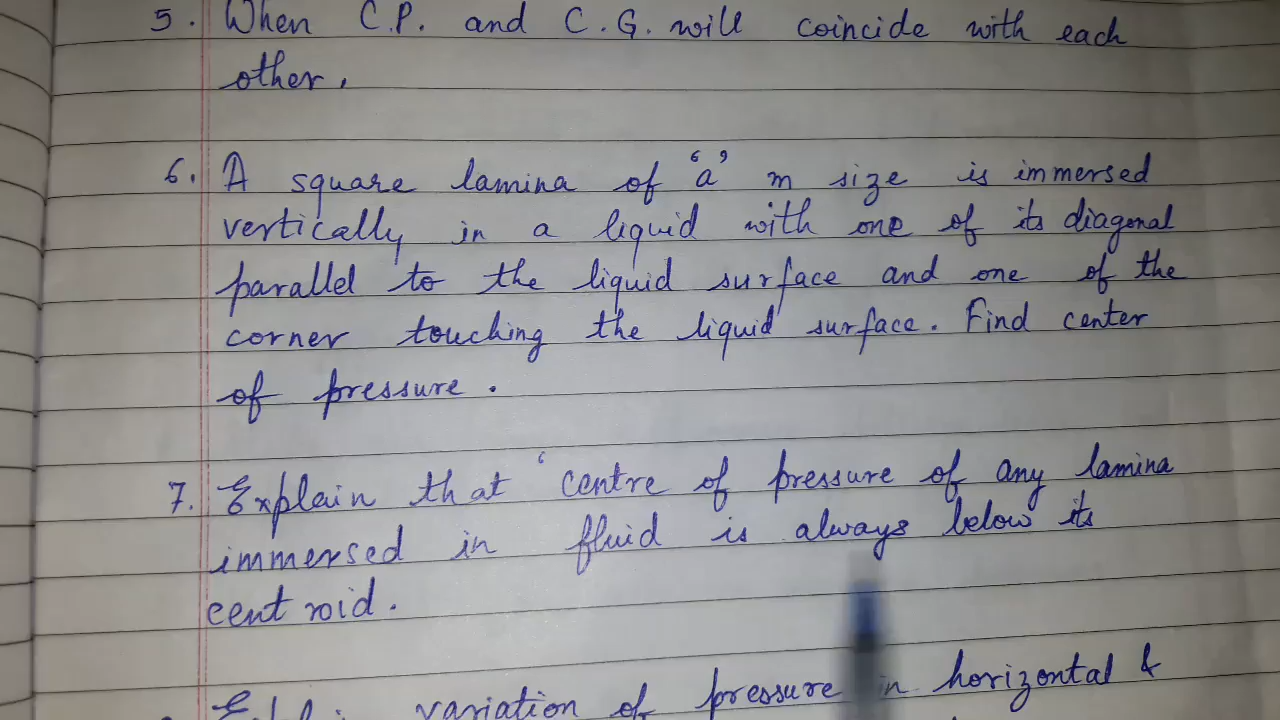 5. When C.P. and C.G. will coincide with each
other.
6. A square lamina of 'a' m size is immersed
vertically in a liquid with one of its diagonal
parallel to the liquid surface and one of the
corner touching the liquid surface. Find center
of pressure.
7. Explain that ' centre of pressure of any lamina
immersed in fluid is always below its
centroid.
variation of pressure in horizontal &